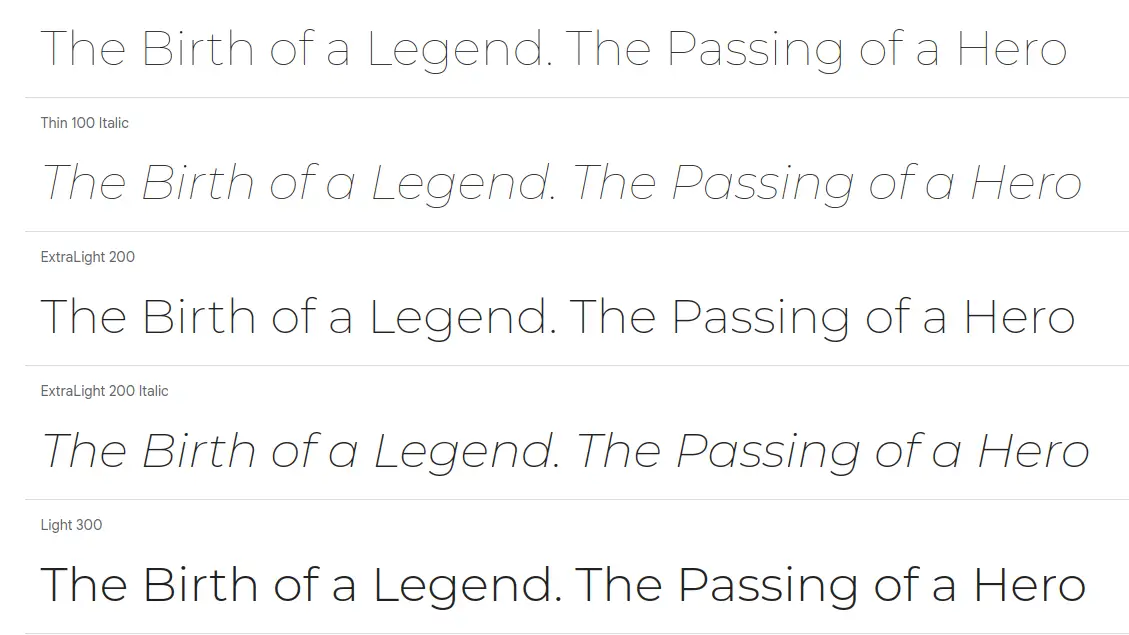 The Birth of a Legend. The Passing of a Hero
Thin 100 Italic
The Birth of a Legend. The Passing of a Hero
ExtraLight 200
The Birth of a Legend. The Passing of a Hero
ExtraLight 200 Italic
The Birth of a Legend. The Passing of a Hero
Light 300
The Birth of a Legend. The Passing of a Hero